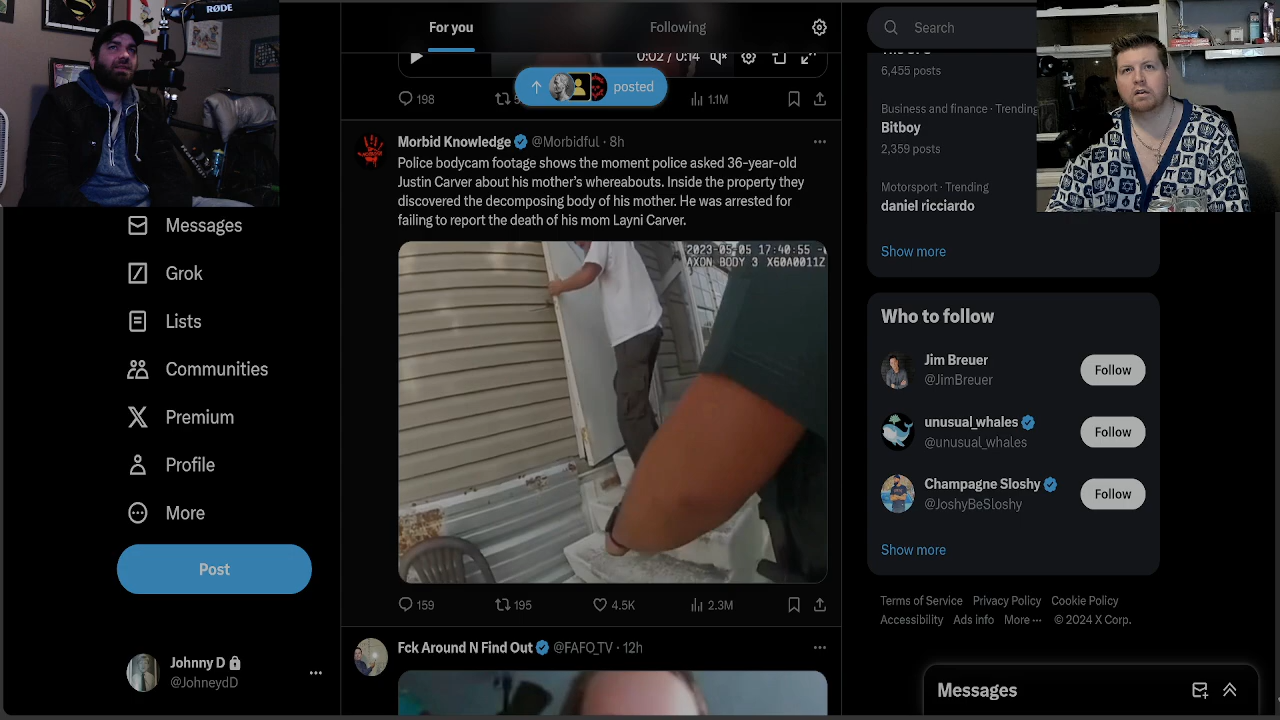 RØDE
For you
Following
Search
0:02 / 0:14
posted
198
1.1M
6,455 posts
Business and finance · Trending
Bitboy
2,359 posts
Motorsport · Trending
daniel ricciardo
Show more
Messages
Grok
Lists
Communities
Premium
Profile
More
Post
Johnny D
@JohneydD
Morbid Knowledge @Morbidful · 8h
Police bodycam footage shows the moment police asked 36-year-old
Justin Carver about his mother's whereabouts. Inside the property they
discovered the decomposing body of his mother. He was arrested for
failing to report the death of his mom Layni Carver.
2023-05-05 17:40:55 -
AXON BODY 3 X60A0011Z
159
195
4.5K
2.3M
Fck Around N Find Out @FAFO_TV · 12h
Who to follow
Jim Breuer
@JimBreuer
Follow
unusual_whales
@unusual_whales
Follow
Champagne Sloshy
@JoshyBeSloshy
Follow
Show more
Terms of Service Privacy Policy Cookie Policy
Accessibility Ads info More ··· © 2024 X Corp.
Messages